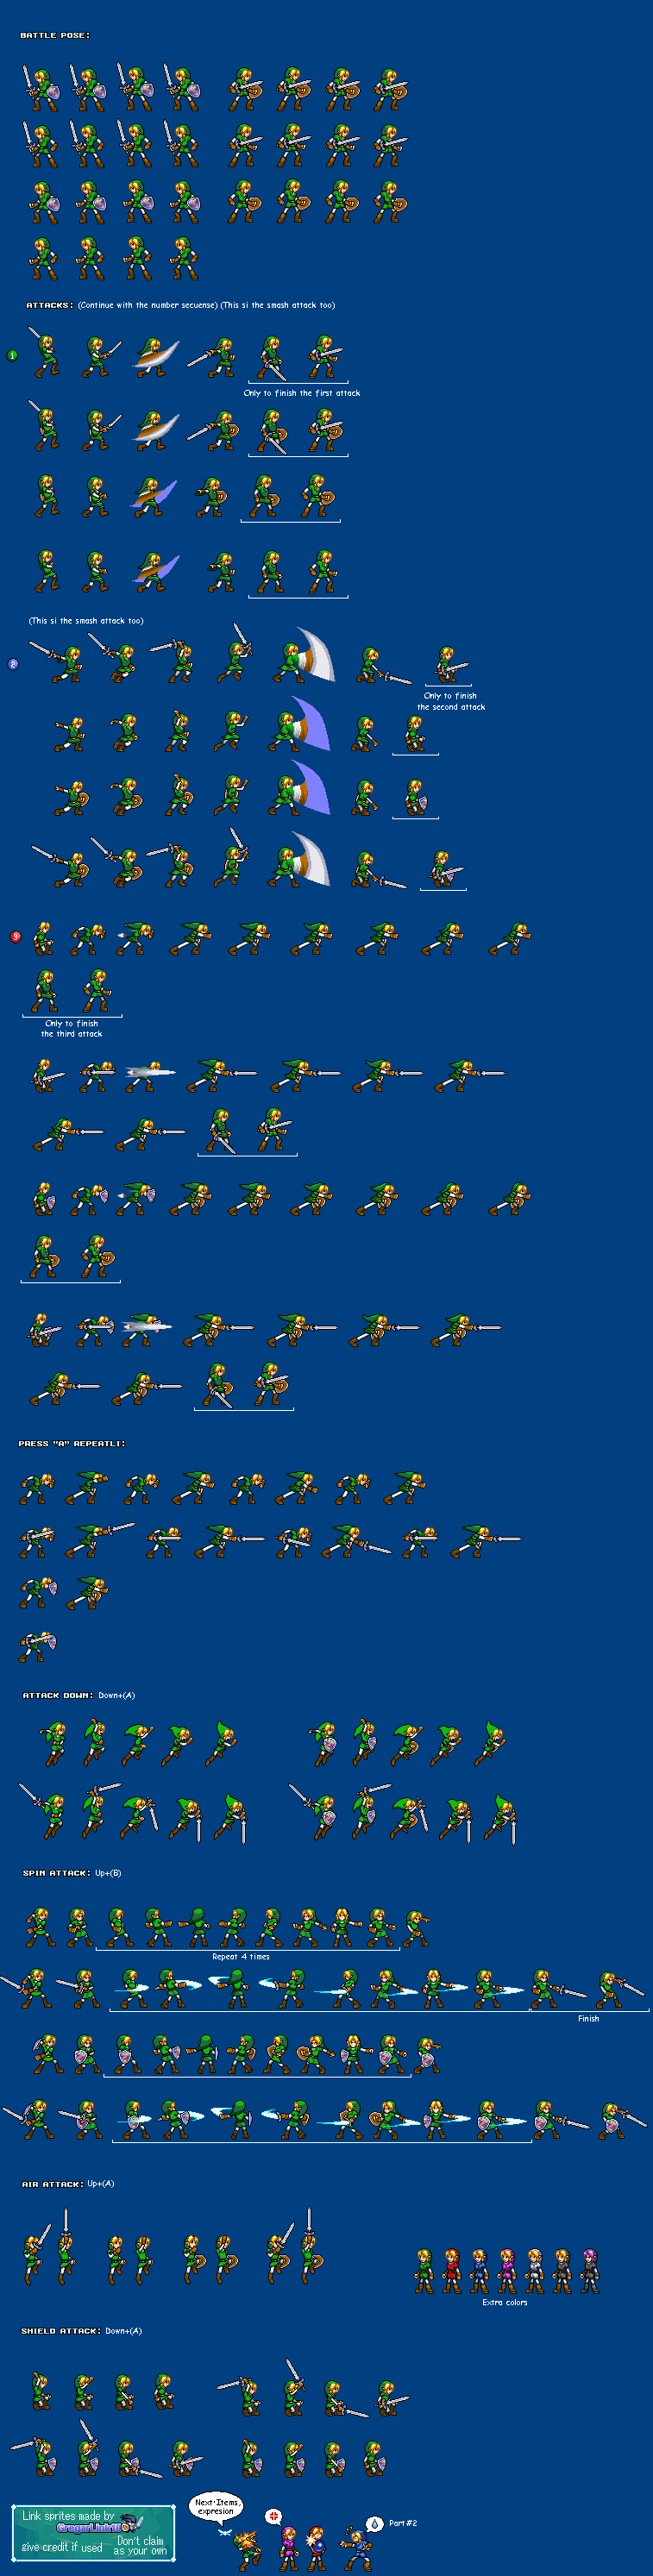 BATTLE POSE:
ATTACKS: (Continue with the number secuense) (This si the smash attack too)
1
Only to finish the first attack
(This si the smash attack too)
2
Only to finish
the second attack
3
Only to finish
the third attack
PRESS "A" REPEATLI:
ATTACK DOWN: Down+(A)
SPIN ATTACK: Up+(B)
Repeat 4 times
Finish
AIR ATTACK: Up+(A)
Extra colors
SHIELD ATTACK: Down+(A)
Next:Items,
expresion
Part#2
Link sprites made by
GregarLink10
give credit if used
Don't claim
as your own